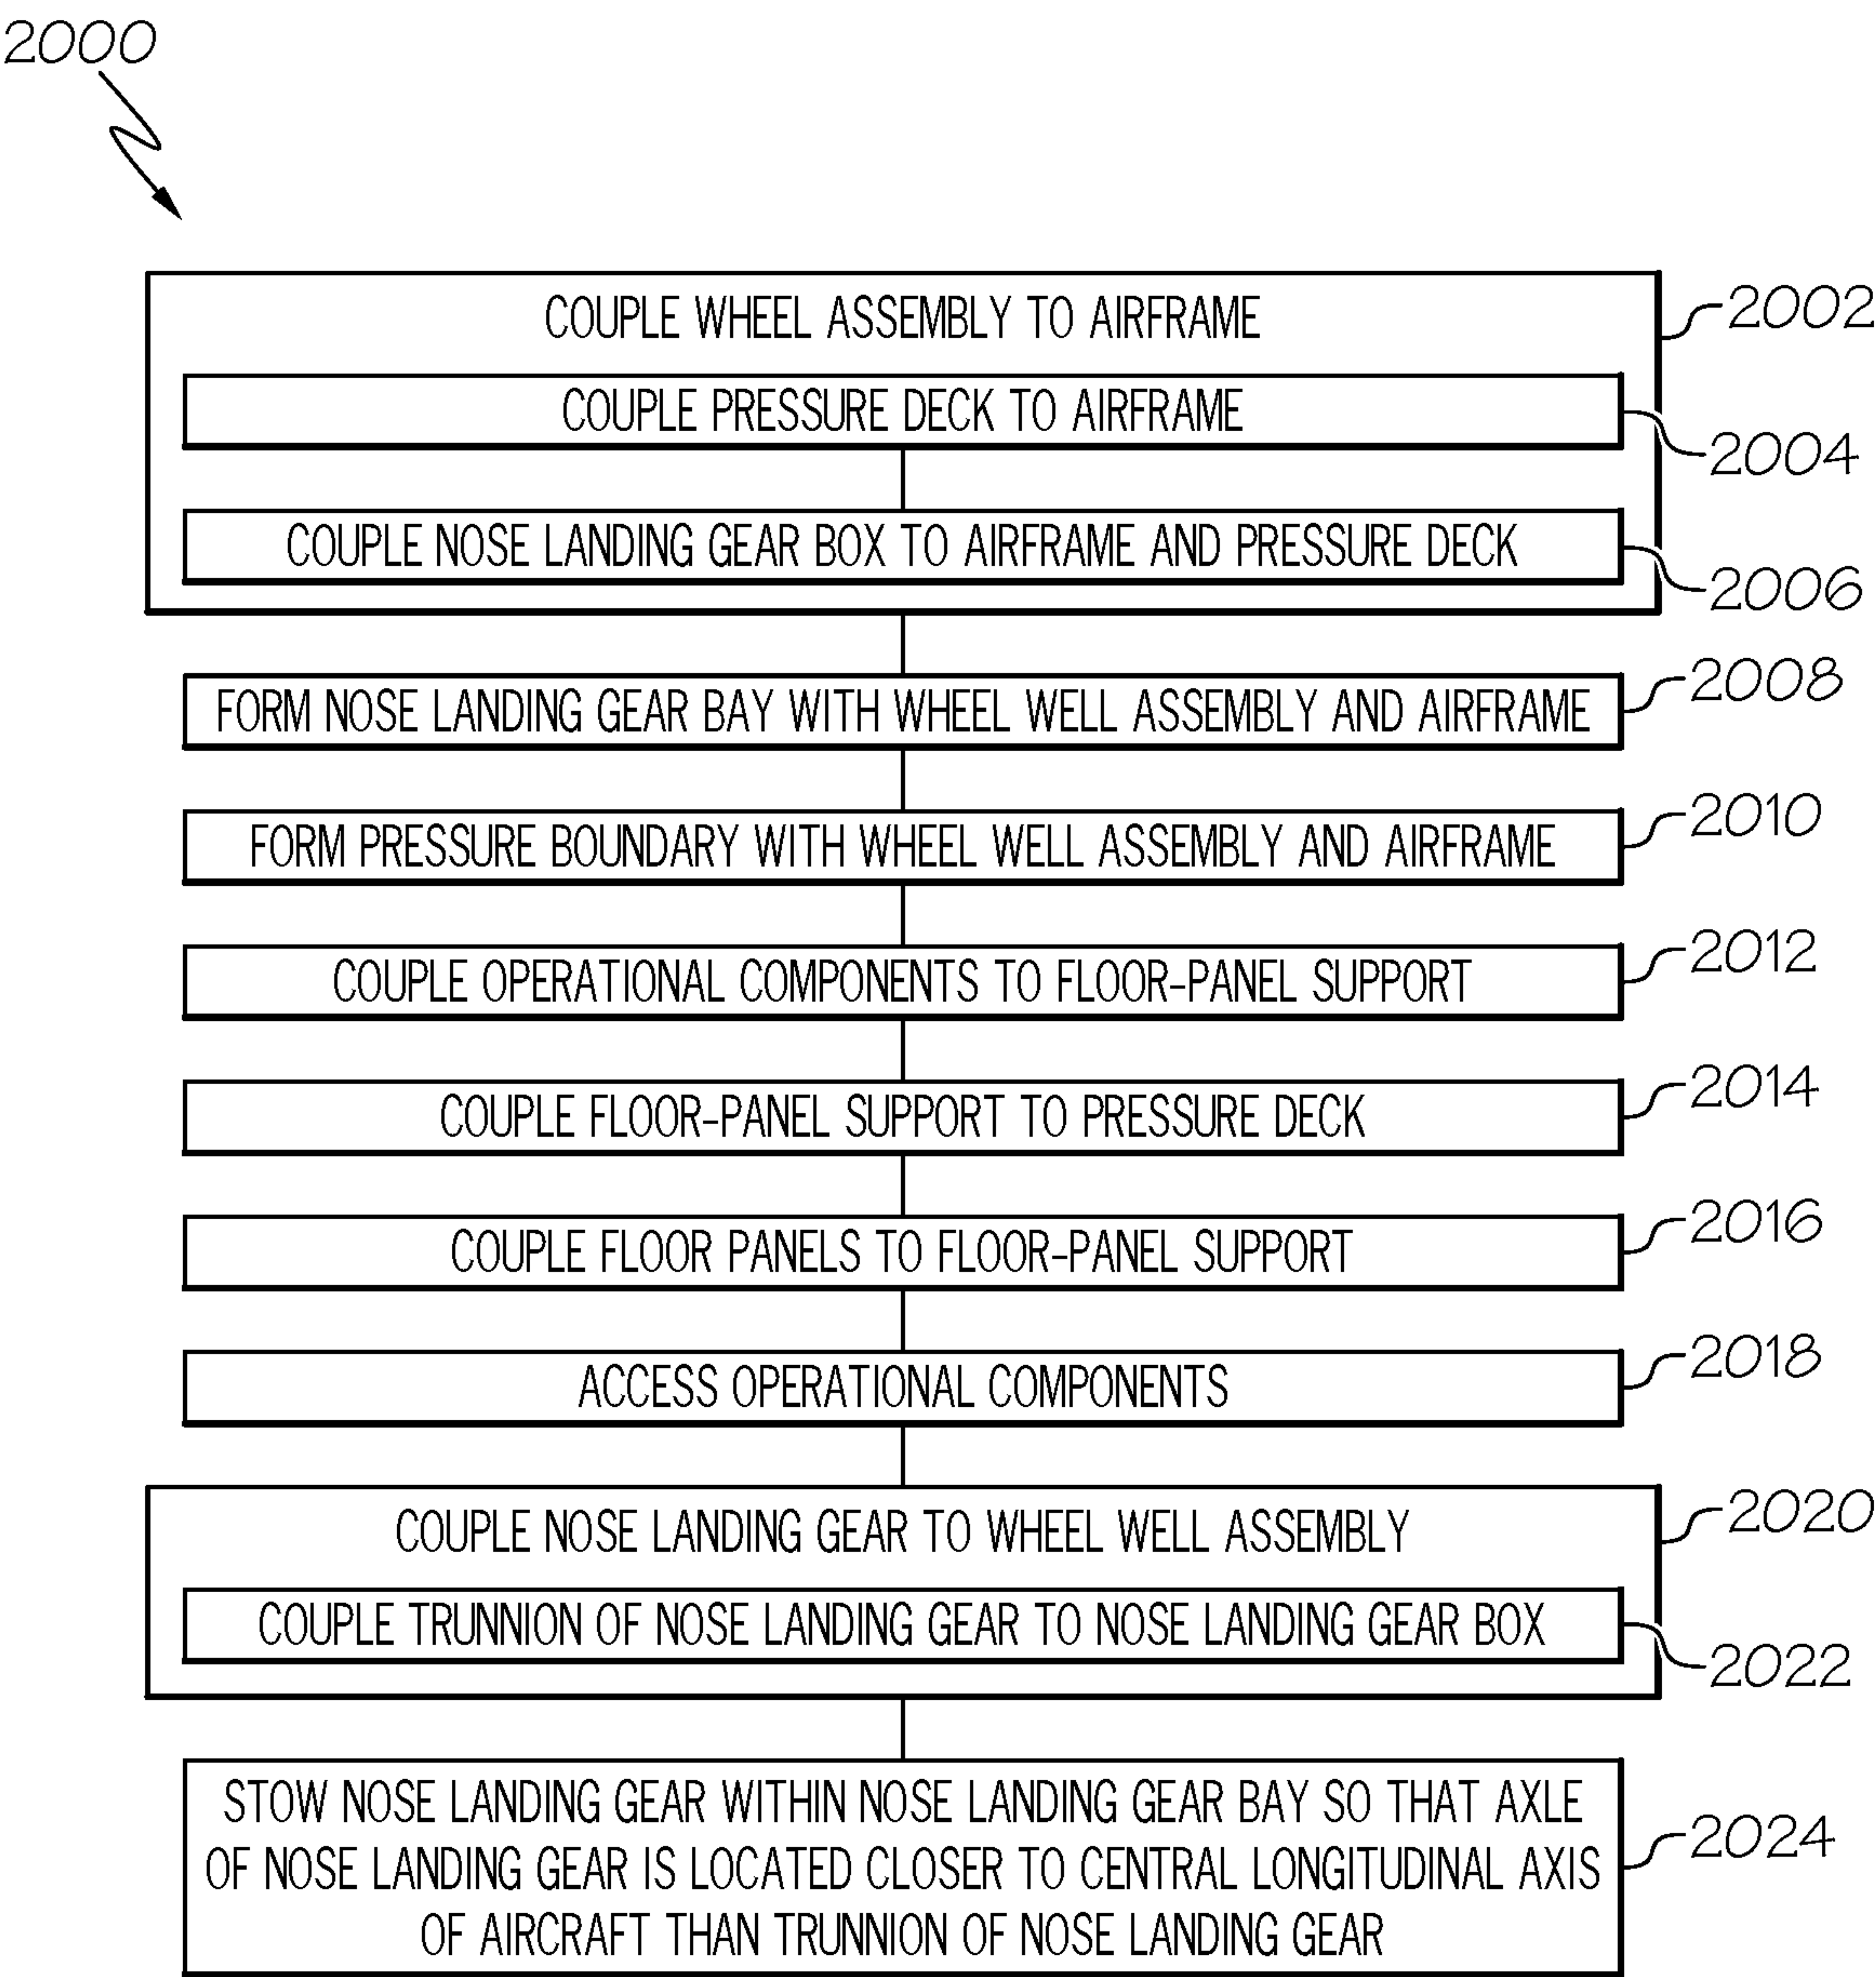 2000
COUPLE WHEEL ASSEMBLY TO AIRFRAME
2002
COUPLE PRESSURE DECK TO AIRFRAME
2004
COUPLE NOSE LANDING GEAR BOX TO AIRFRAME AND PRESSURE DECK
2006
FORM NOSE LANDING GEAR BAY WITH WHEEL WELL ASSEMBLY AND AIRFRAME
2008
FORM PRESSURE BOUNDARY WITH WHEEL WELL ASSEMBLY AND AIRFRAME
2010
COUPLE OPERATIONAL COMPONENTS TO FLOOR-PANEL SUPPORT
2012
COUPLE FLOOR-PANEL SUPPORT TO PRESSURE DECK
2014
COUPLE FLOOR PANELS TO FLOOR-PANEL SUPPORT
2016
ACCESS OPERATIONAL COMPONENTS
2018
COUPLE NOSE LANDING GEAR TO WHEEL WELL ASSEMBLY
2020
COUPLE TRUNNION OF NOSE LANDING GEAR TO NOSE LANDING GEAR BOX
2022
STOW NOSE LANDING GEAR WITHIN NOSE LANDING GEAR BAY SO THAT AXLE
OF NOSE LANDING GEAR IS LOCATED CLOSER TO CENTRAL LONGITUDINAL AXIS
OF AIRCRAFT THAN TRUNNION OF NOSE LANDING GEAR
2024